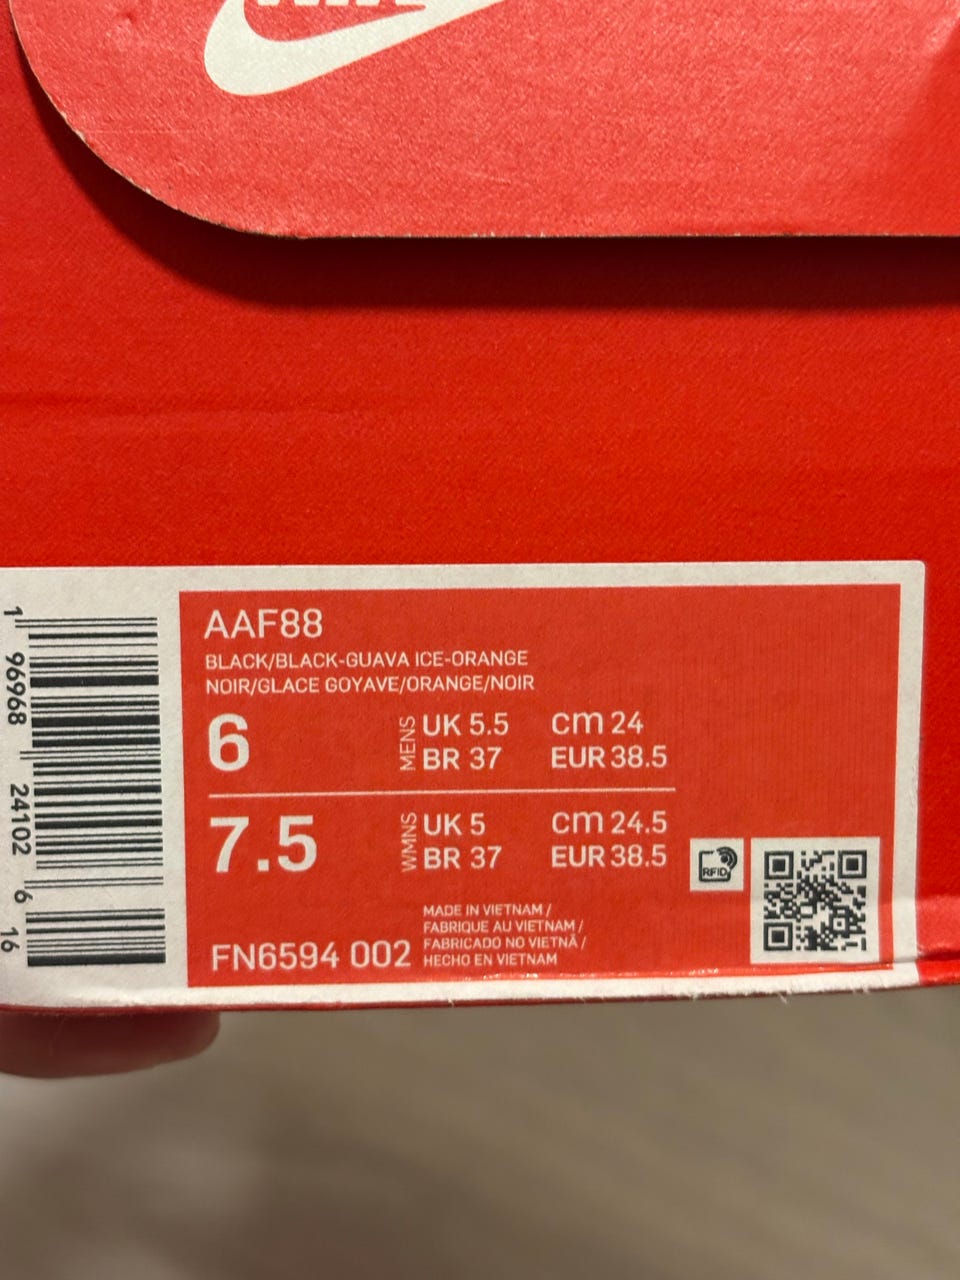 AAF88
BLACK/BLACK-GUAVA ICE-ORANGE
NOIR/GLACE GOYAVE/ORANGE/NOIR
6
MENS
UK 5.5 cm 24
BR 37 EUR 38.5
7.5
WMNS
UK 5 cm 24.5
BR 37 EUR 38.5
RFID
MADE IN VIETNAM /
FABRIQUE AU VIETNAM /
FABRICADO NO VIETNÃ /
HECHO EN VIETNAM
FN6594 002
1 96968 24102 6 16